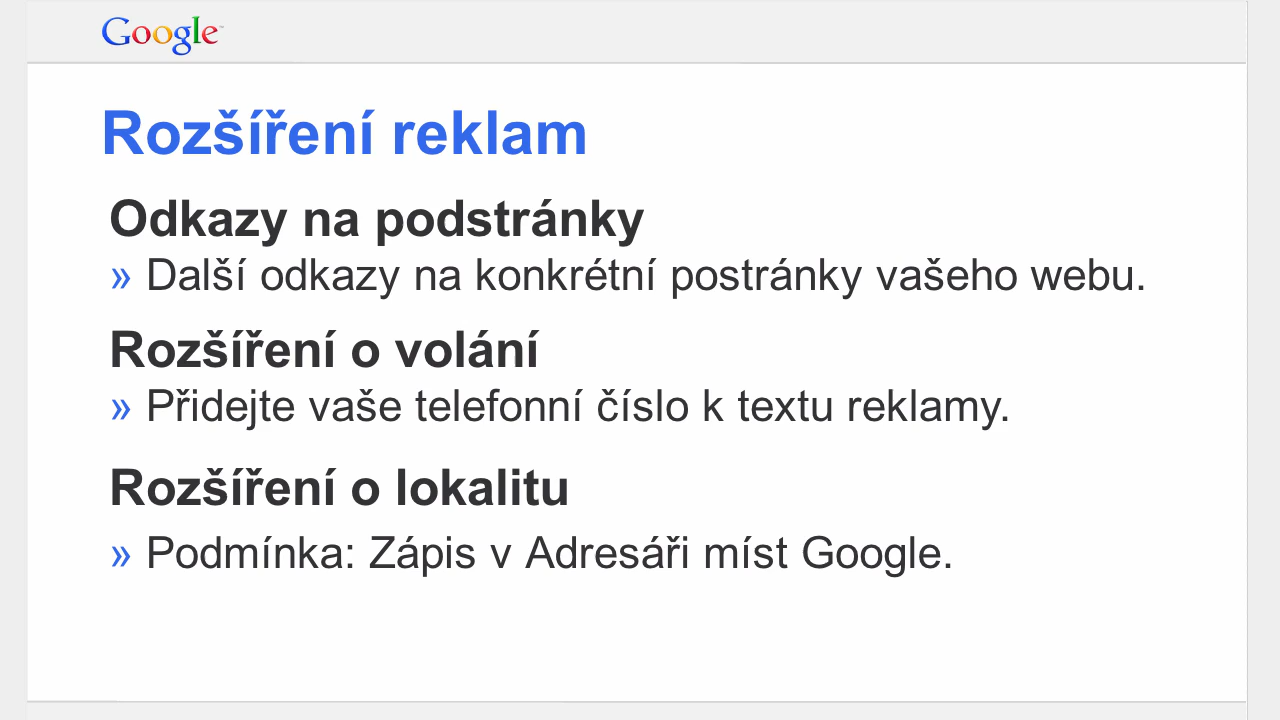 Google
Rozšíření reklam
Odkazy na podstránky
» Další odkazy na konkrétní postránky vašeho webu.
Rozšíření o volání
» Přidejte vaše telefonní číslo k textu reklamy.
Rozšíření o lokalitu
» Podmínka: Zápis v Adresáři míst Google.